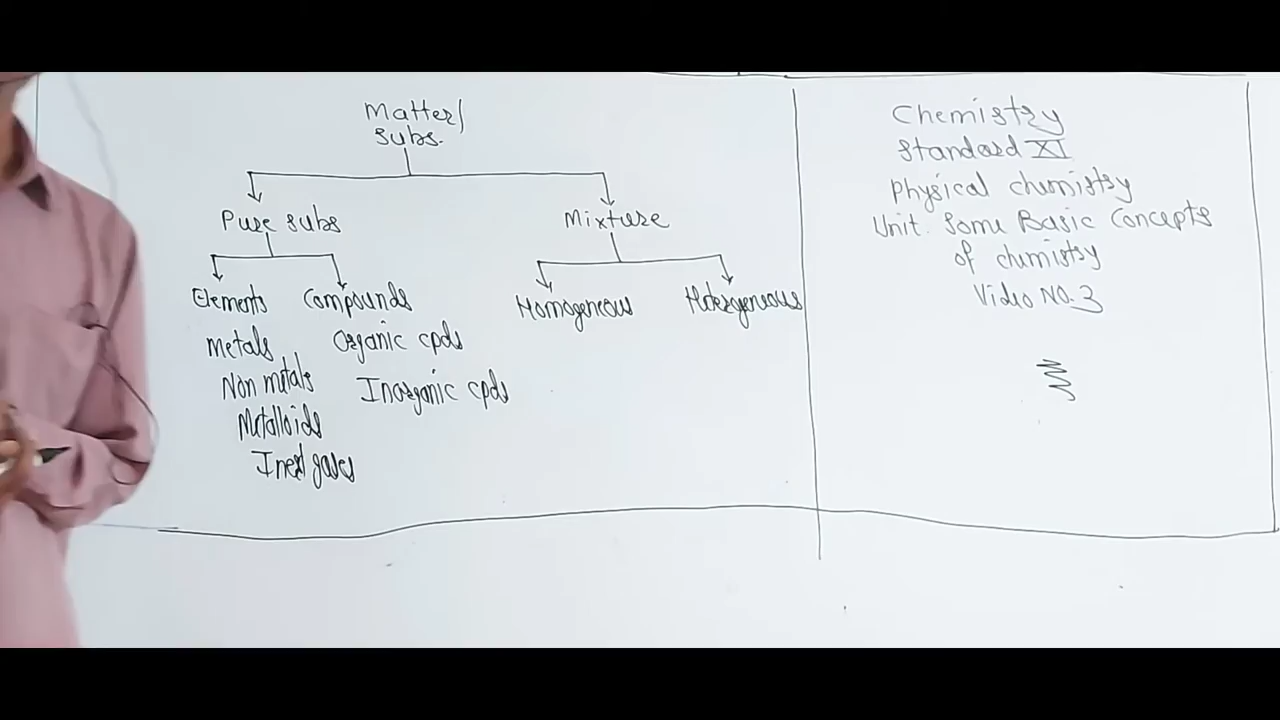 Matter/
subs.
Pure subs
Mixture
Elements
Compounds
Homogeneous
Heterogeneous
Metals
Organic cpds
Non metals
Inorganic cpds
Metalloids
Inert gases
Chemistry
Standard XI
Physical chemistry
Unit: Some Basic Concepts
of chemistry
Video NO. 3